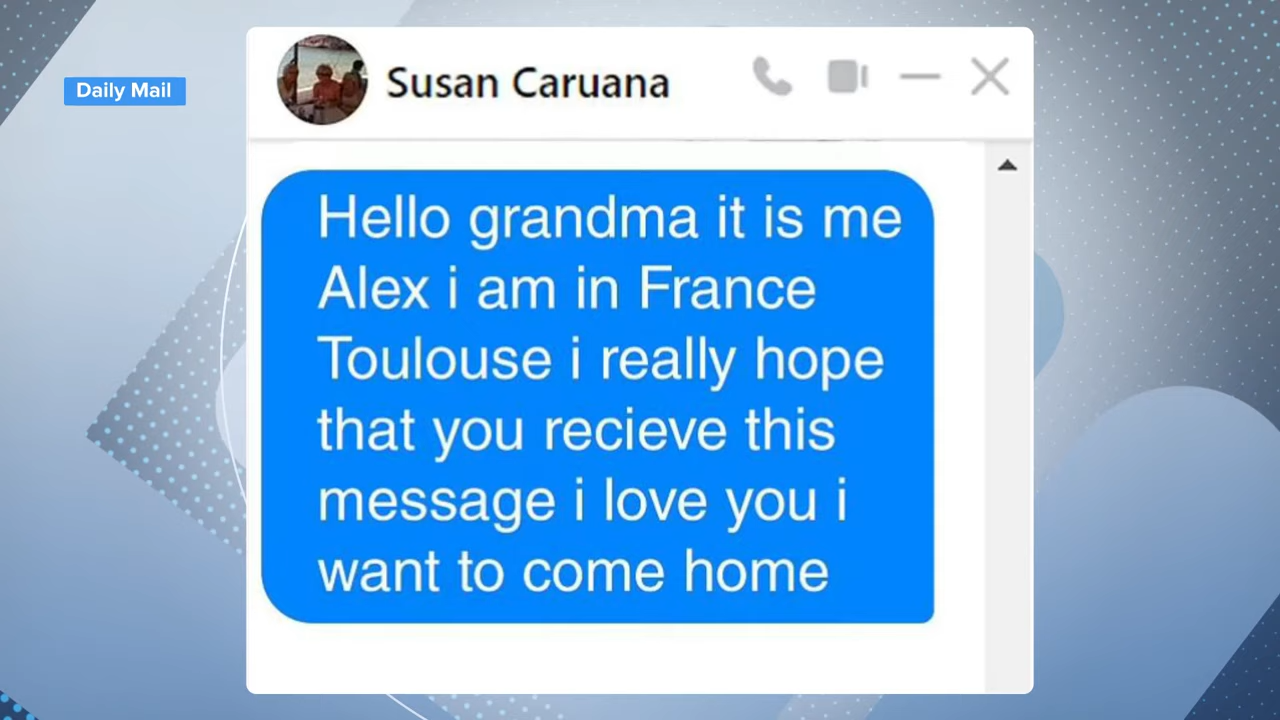 Daily Mail
Susan Caruana
Hello grandma it is me
Alex i am in France
Toulouse i really hope
that you recieve this
message i love you i
want to come home